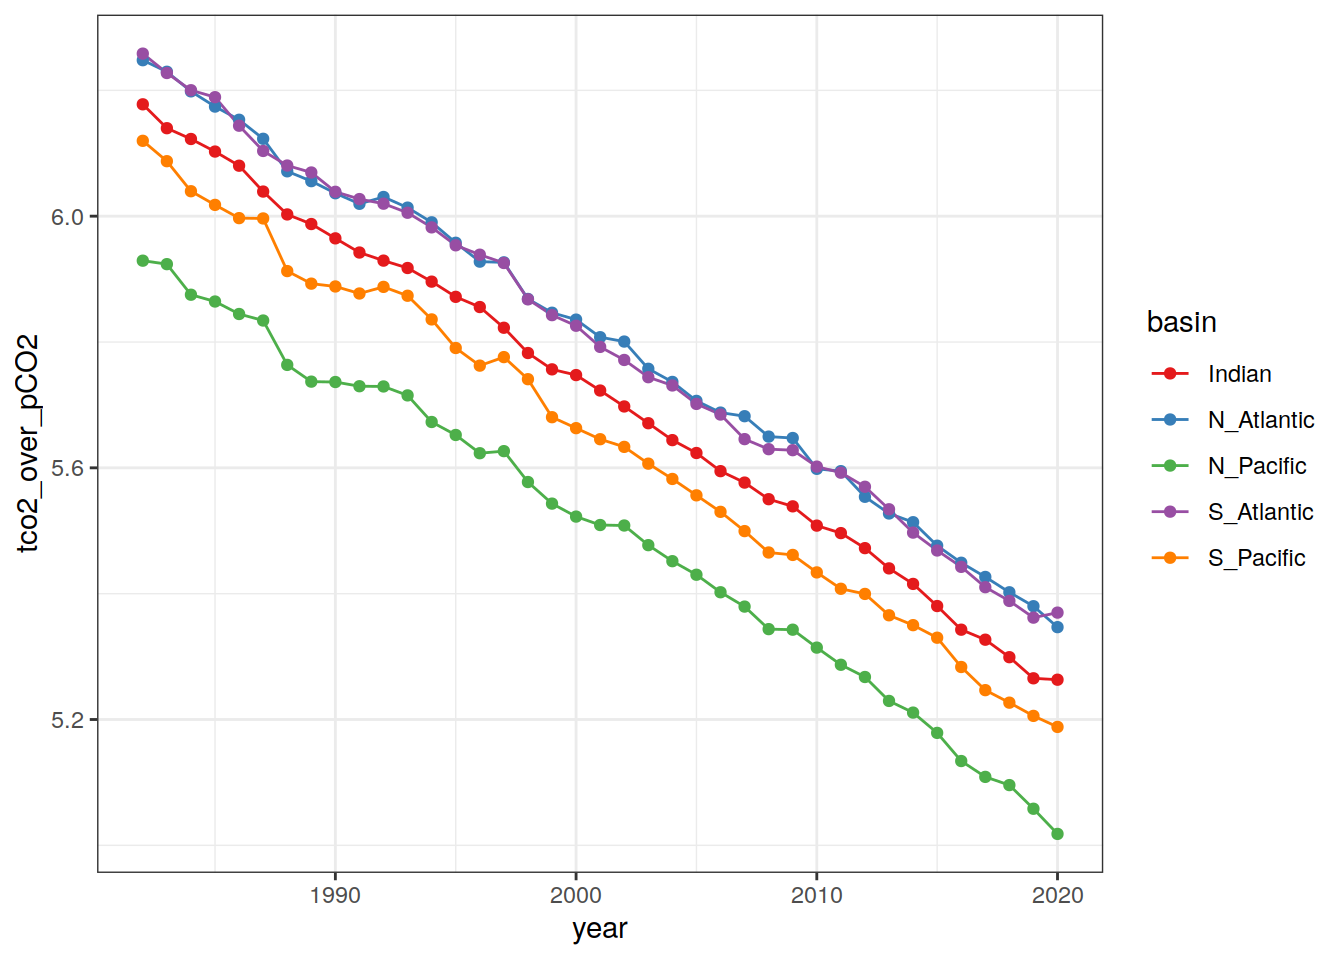 tco2_over_pCO2
6.0
5.6
5.2
1990
2000
2010
2020
year
basin
Indian
N_Atlantic
N_Pacific
S_Atlantic
S_Pacific